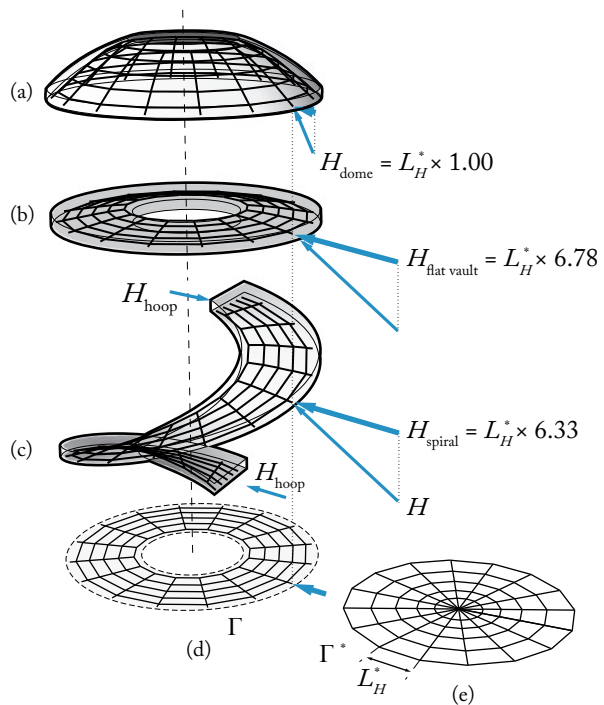 (a)
H_dome = L*_H × 1.00
(b)
H_flat vault = L*_H × 6.78
H_hoop
H_spiral = L*_H × 6.33
(c)
H_hoop
H
Γ
Γ*
(d)
L*_H
(e)